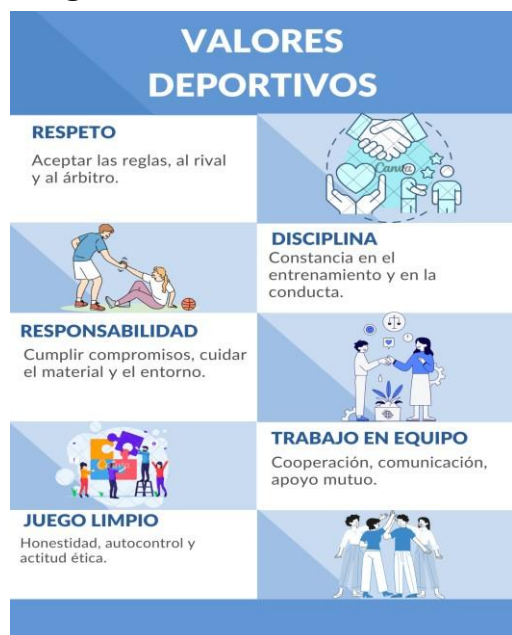 VALORES
DEPORTIVOS
RESPETO
Aceptar las reglas, al rival
y al árbitro.
Canva
DISCIPLINA
Constancia en el
entrenamiento y en la
conducta.
RESPONSABILIDAD
Cumplir compromisos, cuidar
el material y el entorno.
TRABAJO EN EQUIPO
Cooperación, comunicación,
apoyo mutuo.
JUEGO LIMPIO
Honestidad, autocontrol y
actitud ética.